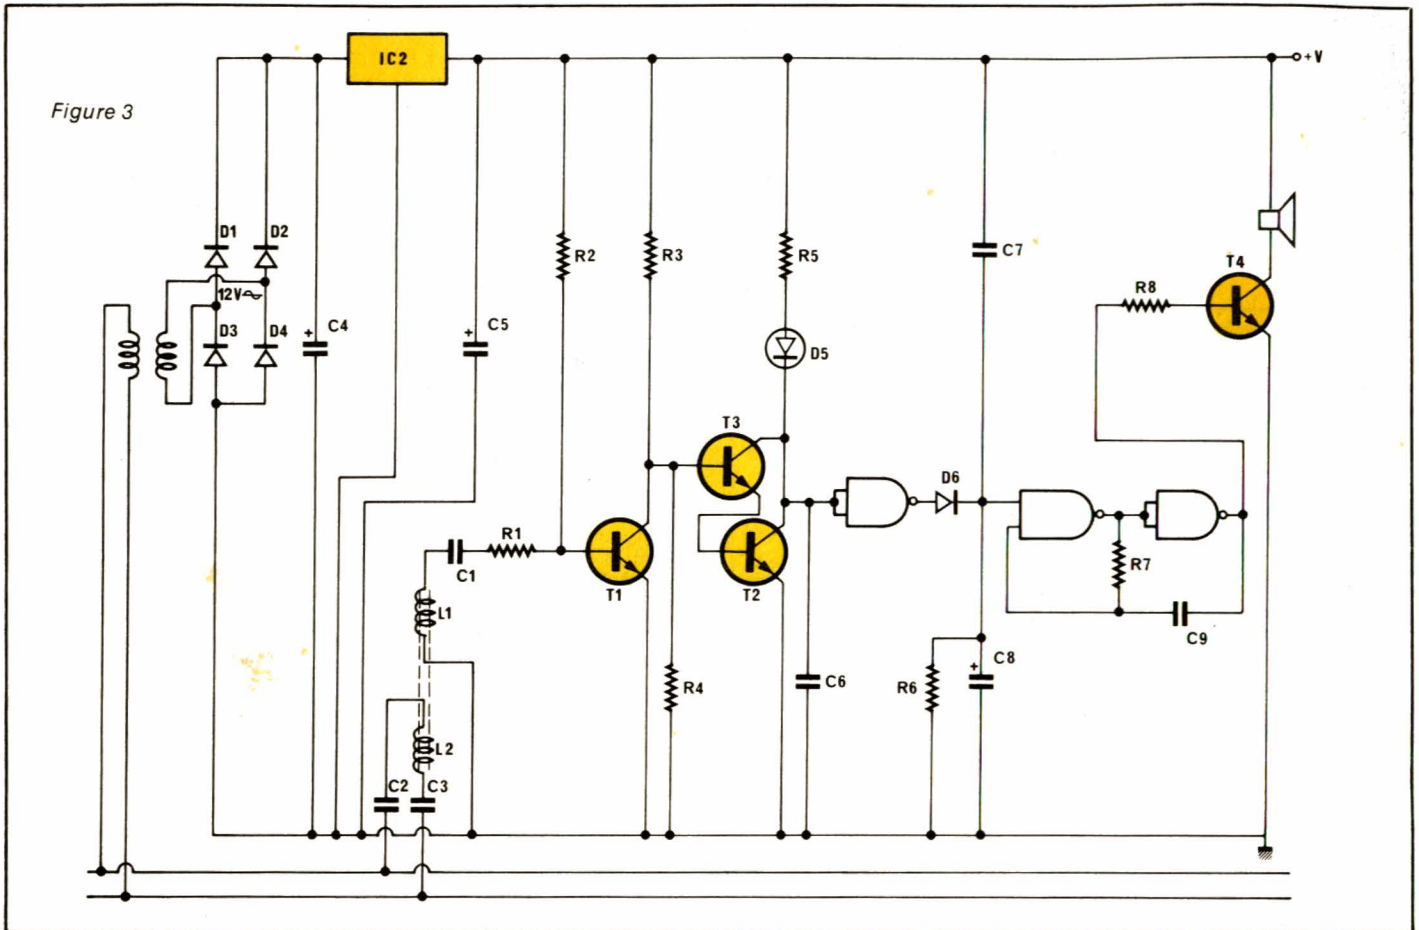 IC2
+V
Figure 3
D1
D2
R2
R3
R5
C7
T4
R8
12V
D3
D4
+
C4
+
C5
D5
T3
D6
R1
C1
T1
T2
R7
L1
C9
R4
C6
R6
+
C8
L2
C2
C3